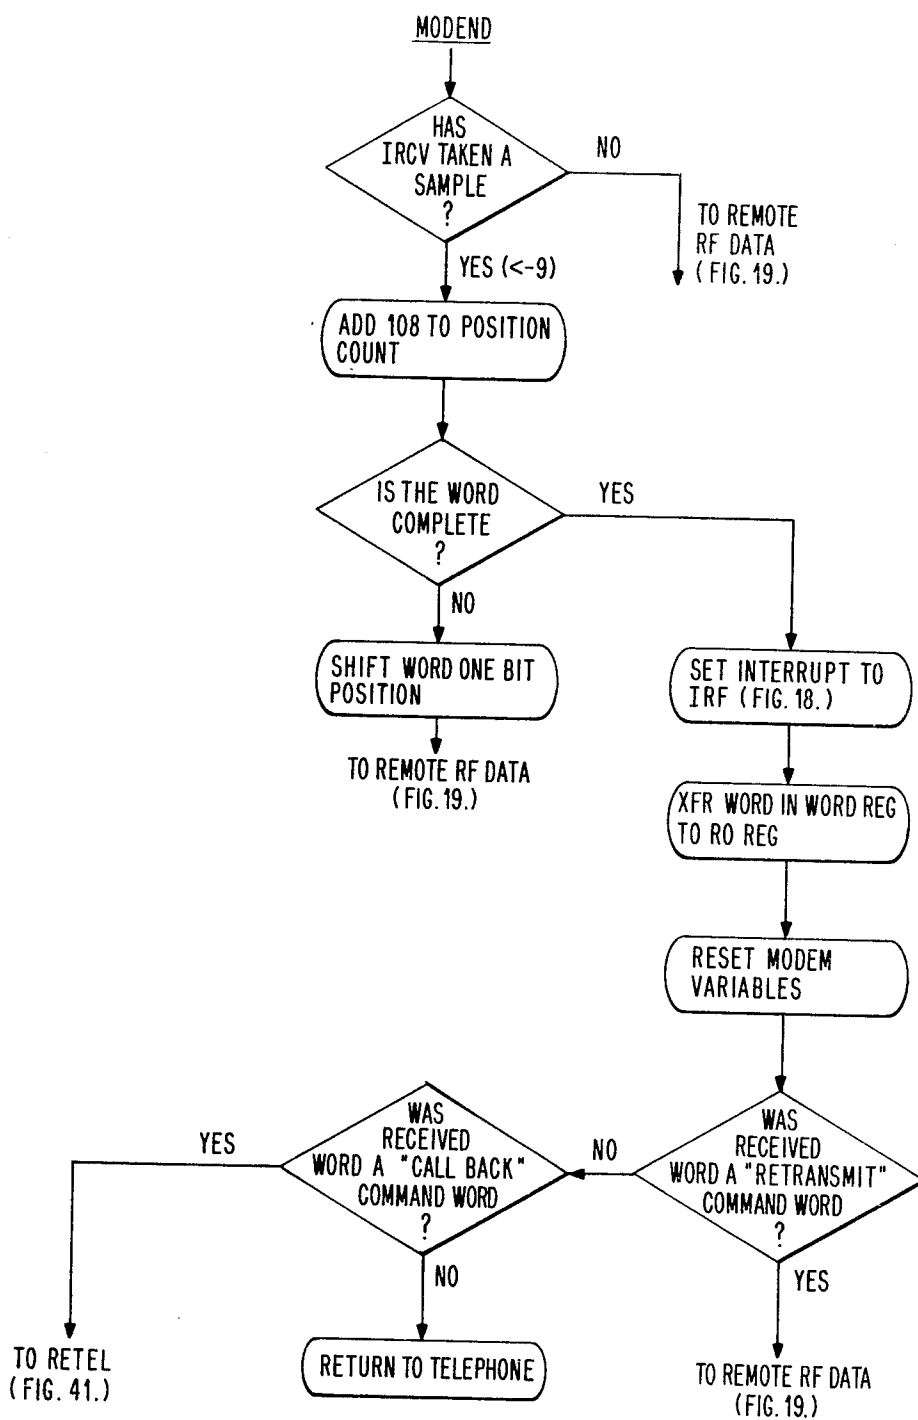 MODEND
HAS
IRCV TAKEN A
SAMPLE
?
NO
TO REMOTE
RF DATA
(FIG. 19.)
YES (<-9)
ADD 108 TO POSITION
COUNT
IS THE WORD
COMPLETE
?
YES
NO
SHIFT WORD ONE BIT
POSITION
TO REMOTE RF DATA
(FIG. 19.)
SET INTERRUPT TO
IRF (FIG. 18.)
XFR WORD IN WORD REG
TO RO REG
RESET MODEM
VARIABLES
WAS
RECEIVED
WORD A "RETRANSMIT"
COMMAND WORD
?
NO
YES
TO REMOTE RF DATA
(FIG. 19.)
WAS
RECEIVED
WORD A "CALL BACK"
COMMAND WORD
?
YES
NO
TO RETEL
(FIG. 41.)
RETURN TO TELEPHONE